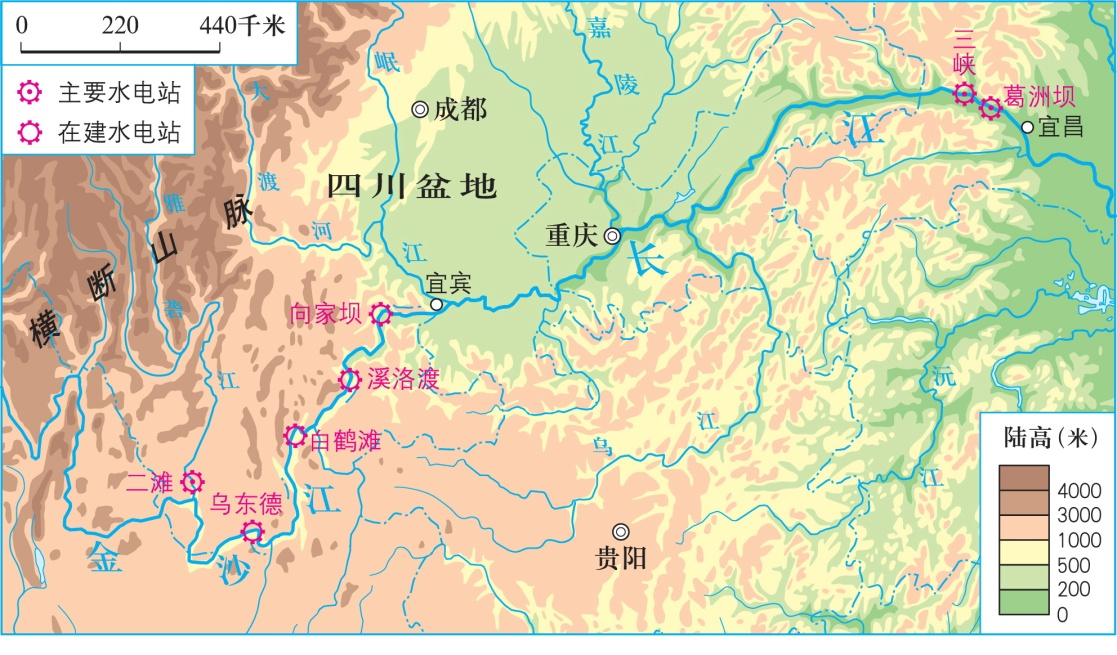 0 220 440千米
主要水电站
在建水电站
大
渡
河
岷
江
成都
嘉
陵
江
三
峡
葛洲坝
宜昌
江
四川盆地
雅
砻
江
横
断
山
脉
重庆
长
宜宾
向家坝
溪洛渡
白鹤滩
二滩
乌东德
金
沙
江
乌
江
贵阳
沅
江
陆高(米)
4000
3000
1000
500
200
0